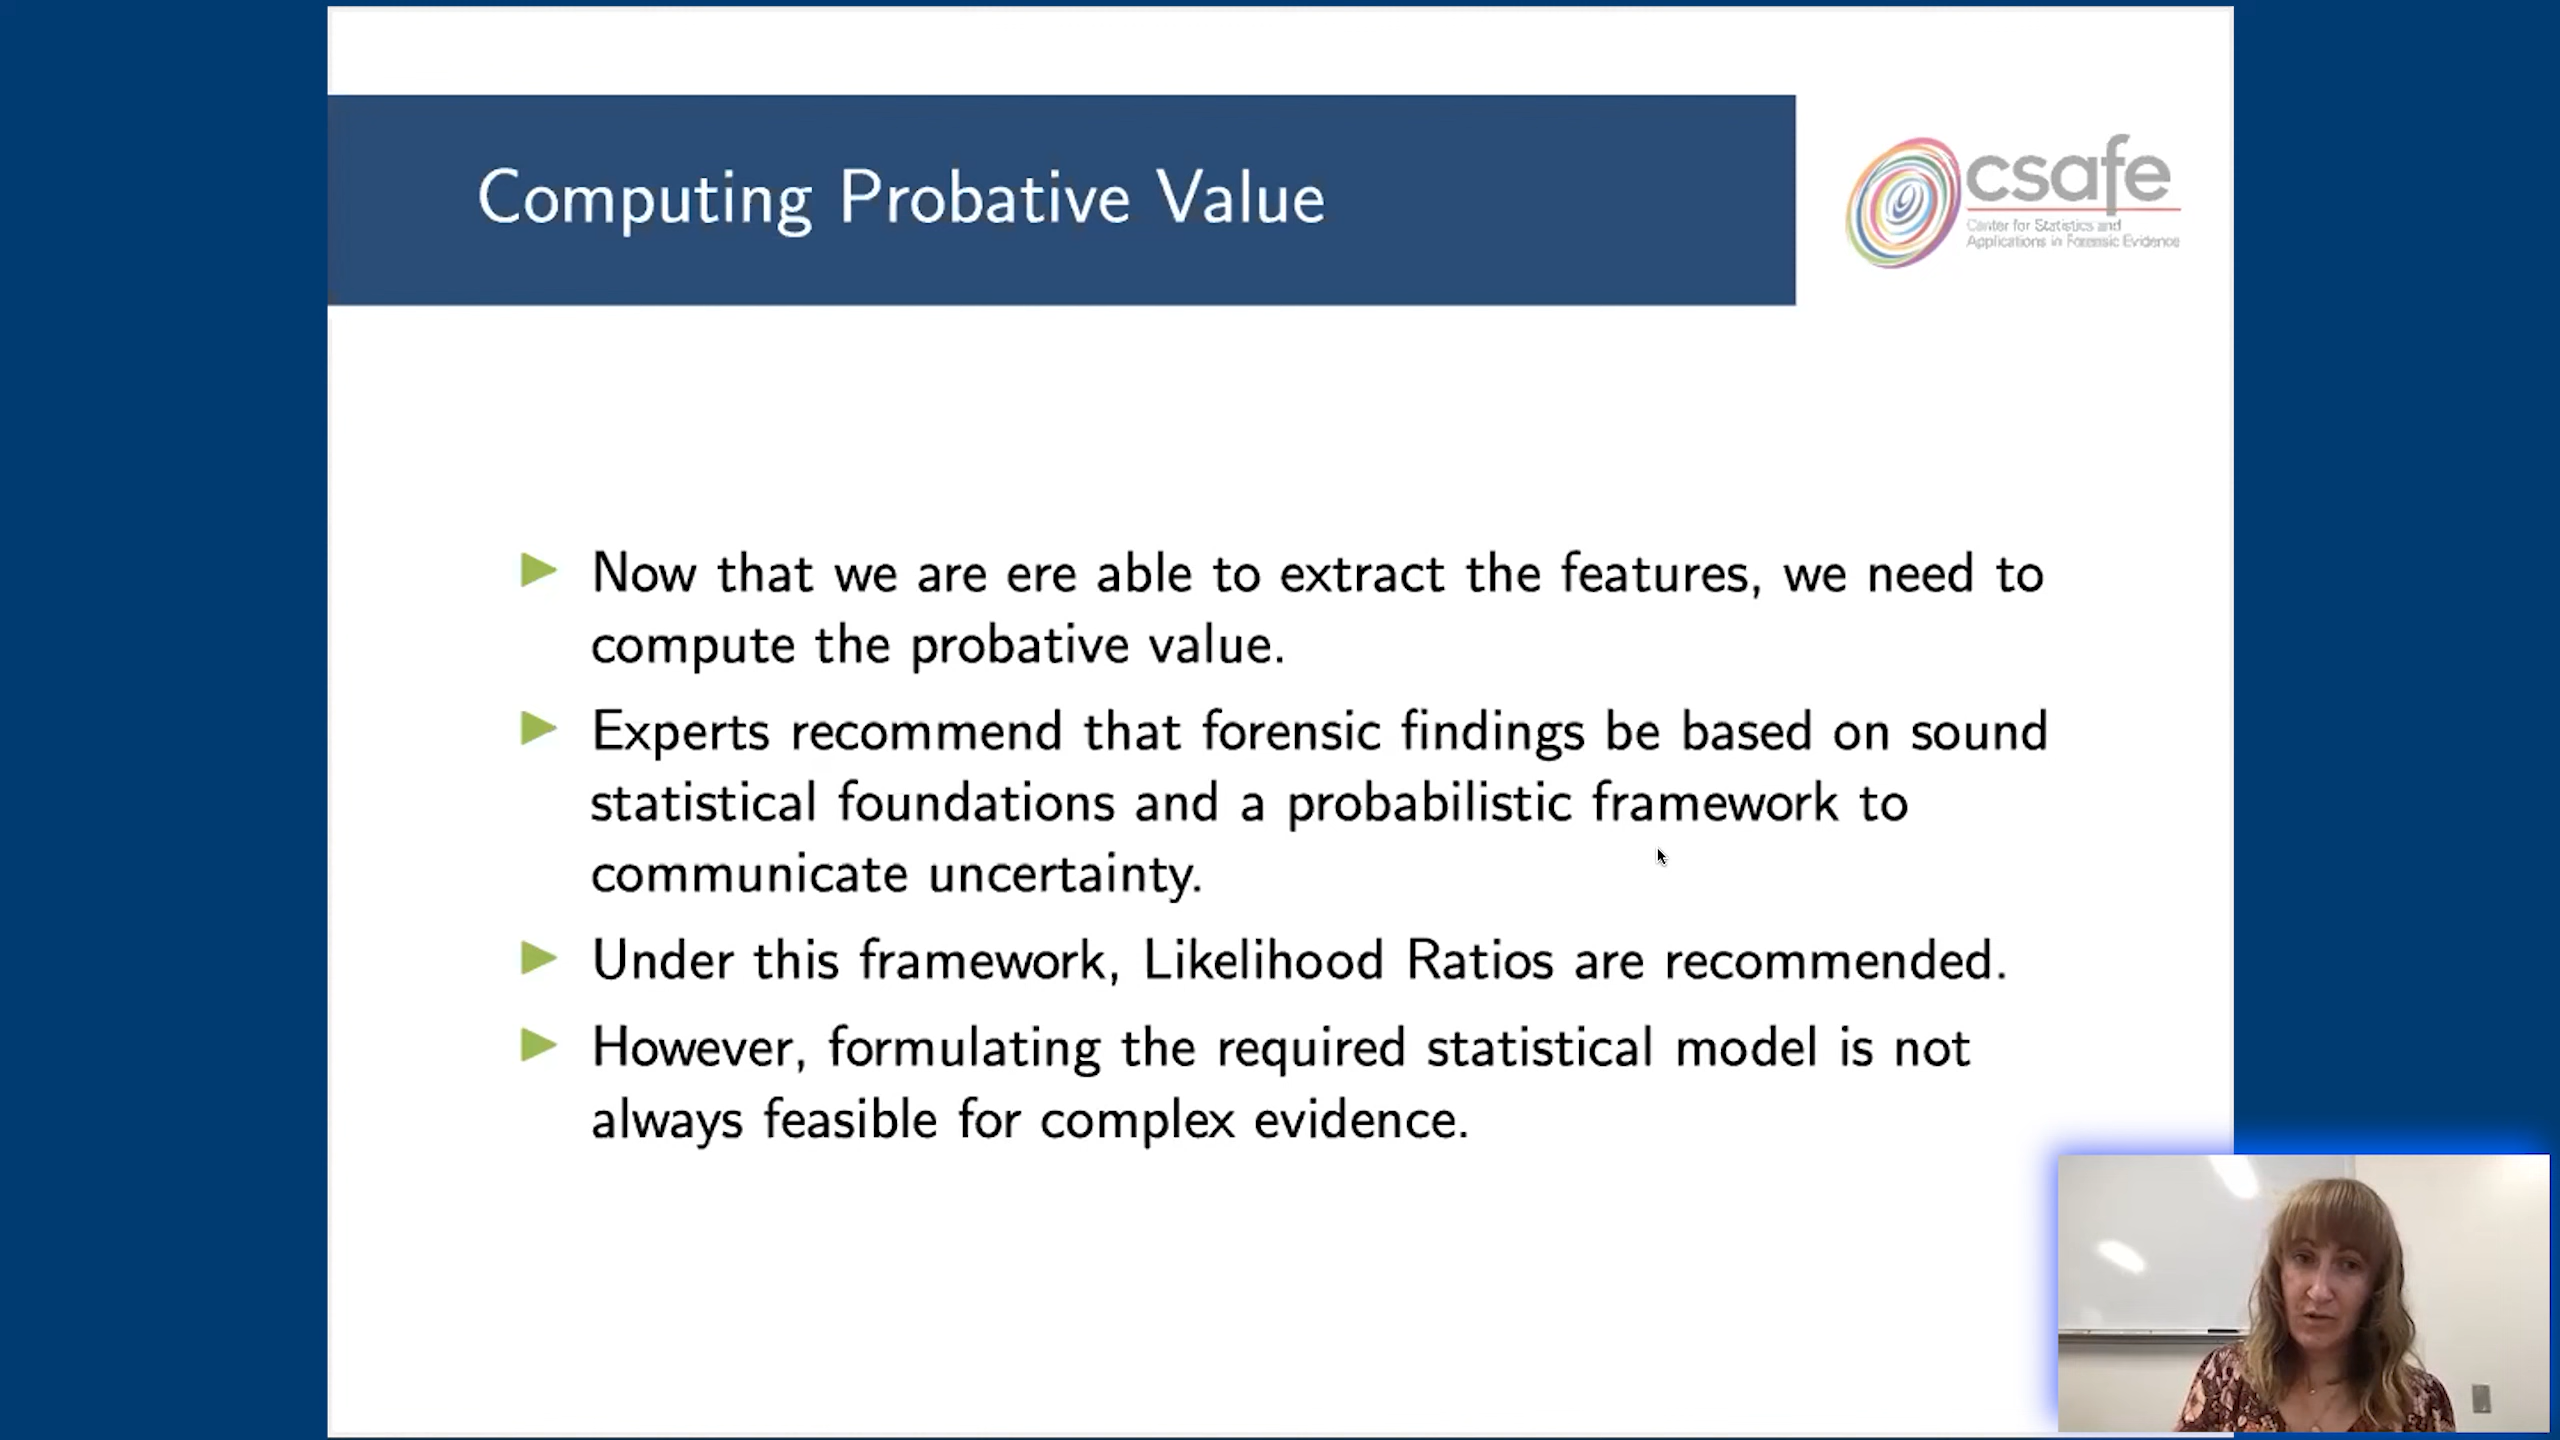 Computing Probative Value
csafe
Center for Statistics and
Applications in Forensic Evidence
Now that we are ere able to extract the features, we need to
compute the probative value.
Experts recommend that forensic findings be based on sound
statistical foundations and a probabilistic framework to
communicate uncertainty.
Under this framework, Likelihood Ratios are recommended.
However, formulating the required statistical model is not
always feasible for complex evidence.